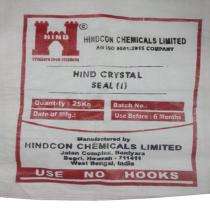 HINDCON CHEMICALS LIMITED
AN ISO 9001:2015 COMPANY
HIND
HIND CRYSTAL
SEAL (I)
Quantity : 25Kg
Batch No.:
Date of Mfg.:
Use Before : 6 Months
Manufactured by
HINDCON CHEMICALS LIMITED
Jalan Complex, Baniyara
Begri, Howrah - 711411
West Bengal, India
USE NO HOOKS